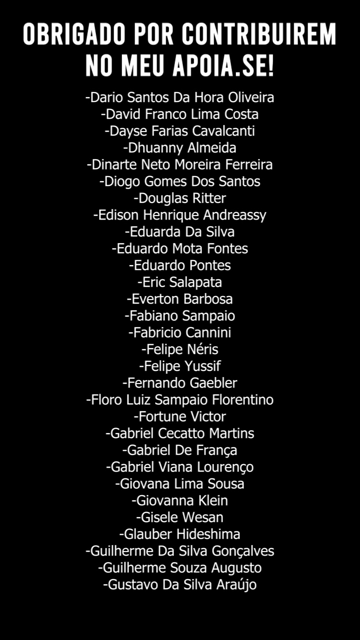 OBRIGADO POR CONTRIBUIREM
NO MEU APOIA.SE!
-Dario Santos Da Hora Oliveira
-David Franco Lima Costa
-Dayse Farias Cavalcanti
-Dhuanny Almeida
-Dinarte Neto Moreira Ferreira
-Diogo Gomes Dos Santos
-Douglas Ritter
-Edison Henrique Andreassy
-Eduarda Da Silva
-Eduardo Mota Fontes
-Eduardo Pontes
-Eric Salapata
-Everton Barbosa
-Fabiano Sampaio
-Fabricio Cannini
-Felipe Néris
-Felipe Yussif
-Fernando Gaebler
-Floro Luiz Sampaio Florentino
-Fortune Victor
-Gabriel Cecatto Martins
-Gabriel De França
-Gabriel Viana Lourenço
-Giovana Lima Sousa
-Giovanna Klein
-Gisele Wesan
-Glauber Hideshima
-Guilherme Da Silva Gonçalves
-Guilherme Souza Augusto
-Gustavo Da Silva Araújo